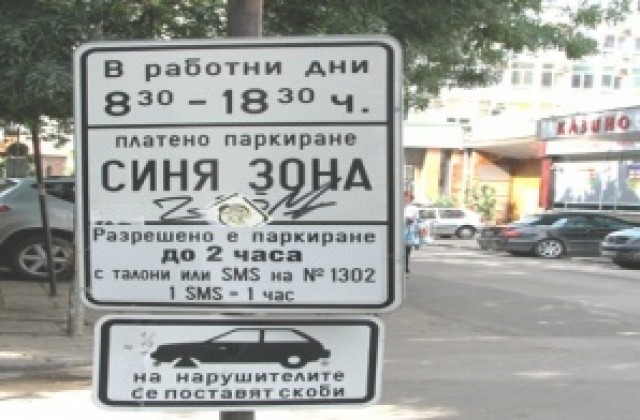 В работни дни
8³⁰ - 18³⁰ ч.
платено паркиране
СИНЯ ЗОНА
Разрешено е паркиране
до 2 часа
с талони или SMS на № 1302
1 SMS = 1 час
на нарушителите
се поставят скоби
КАЗИНО